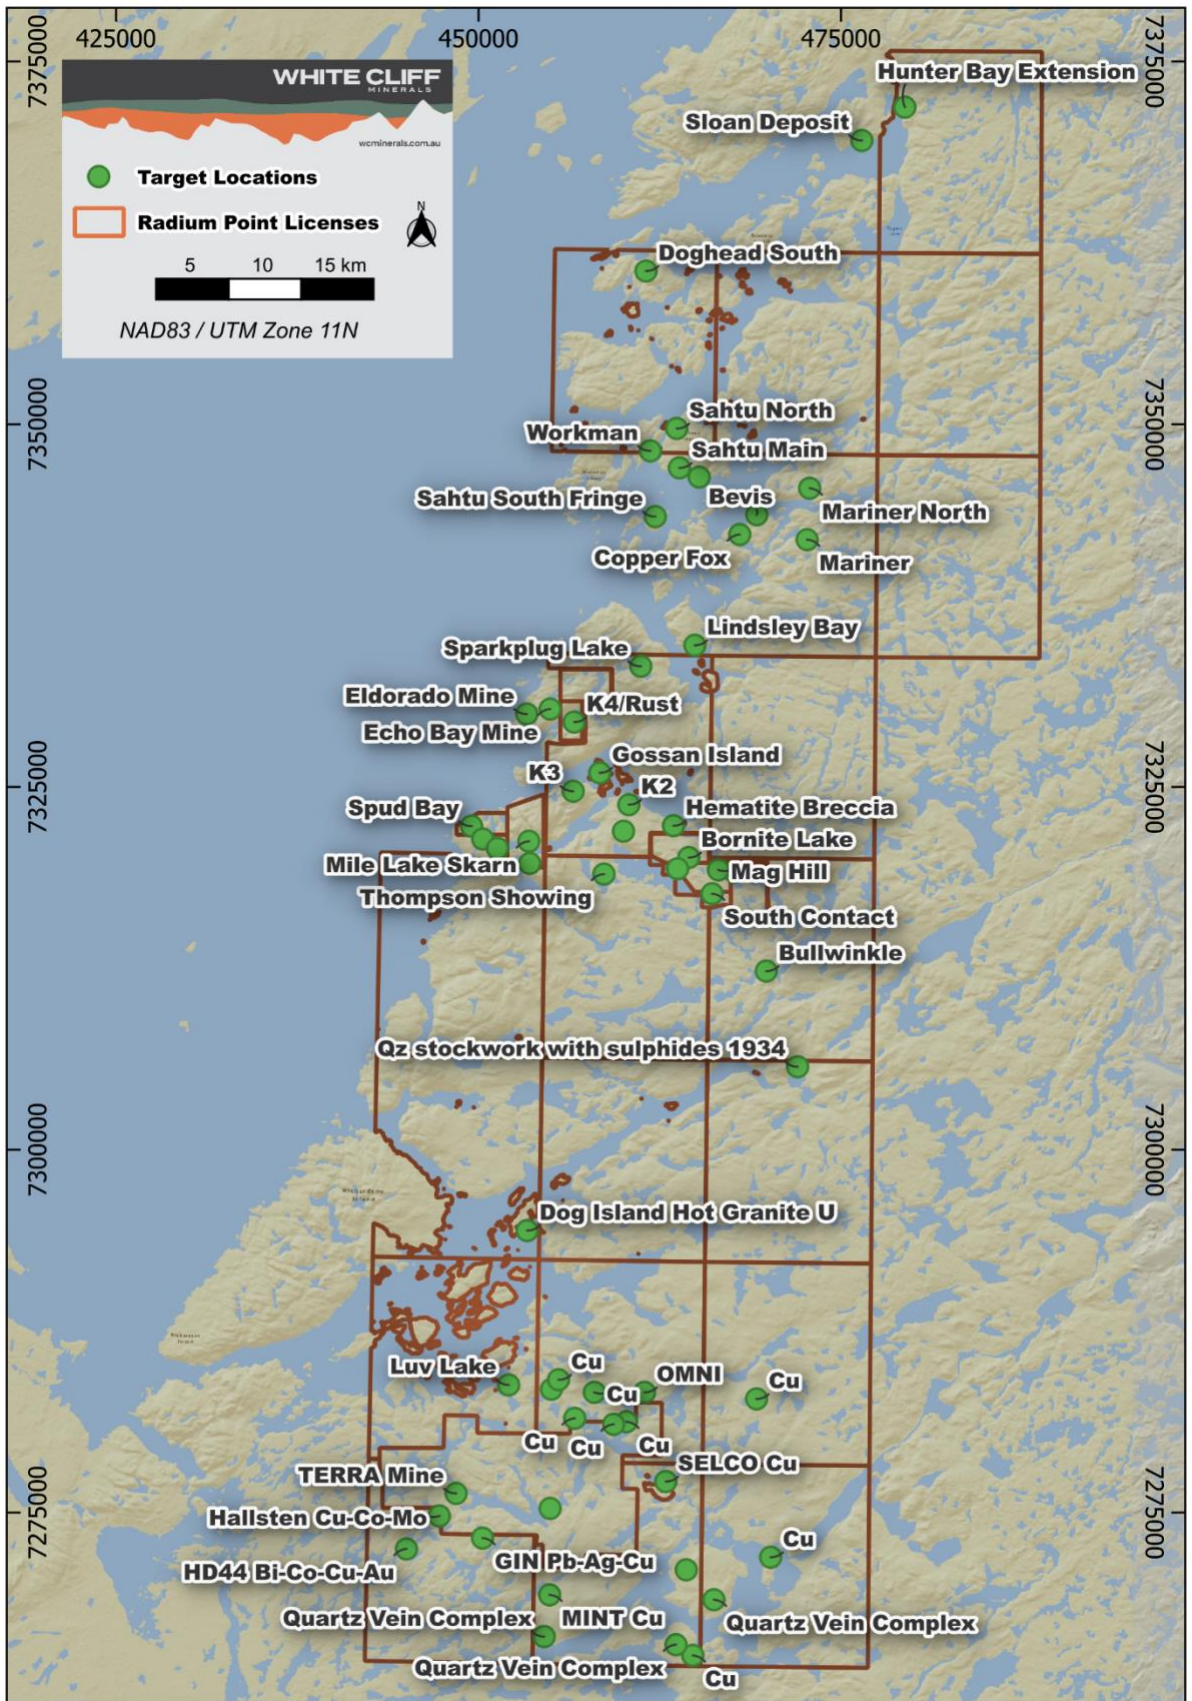 425000
450000
475000
7375000
7375000
WHITE CLIFF
MINERALS
wcminerals.com.au
Target Locations
Radium Point Licenses
N
5 10 15 km
NAD83 / UTM Zone 11N
Hunter Bay Extension
Sloan Deposit
Doghead South
7350000
7350000
Sahtu North
Workman
Sahtu Main
Sahtu South Fringe
Bevis
Mariner North
Copper Fox
Mariner
Lindsley Bay
Sparkplug Lake
Eldorado Mine
K4/Rust
Echo Bay Mine
Gossan Island
K3
K2
7325000
7325000
Spud Bay
Hematite Breccia
Bornite Lake
Mile Lake Skarn
Mag Hill
Thompson Showing
South Contact
Bullwinkle
Qz stockwork with sulphides 1934
7300000
7300000
Dog Island Hot Granite U
Luv Lake
Cu
OMNI
Cu
Cu
Cu
Cu
Cu
SELCO Cu
TERRA Mine
7275000
7275000
Hallsten Cu-Co-Mo
Cu
GIN Pb-Ag-Cu
HD44 Bi-Co-Cu-Au
Quartz Vein Complex
MINT Cu
Quartz Vein Complex
Quartz Vein Complex
Cu